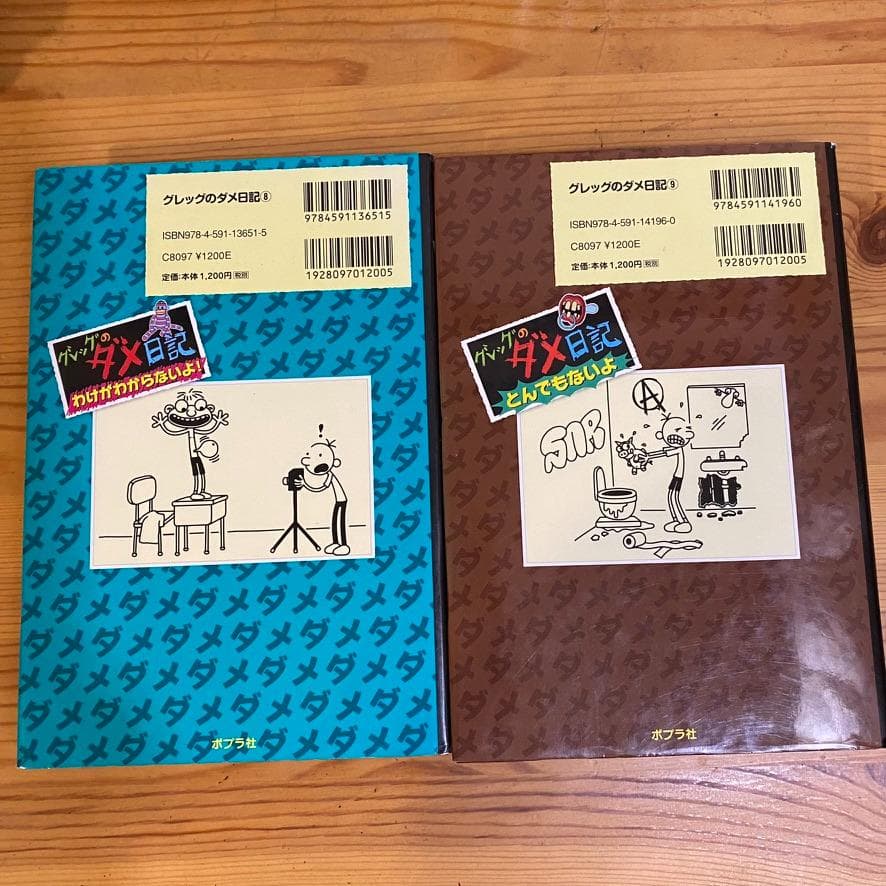 グレッグのダメ日記⑧
9784591136515
ISBN978-4-591-13651-5
C8097 ¥1200E
定価:本体1,200円(税別)
1928097012005
グレッグの
ダメ日記
わけがわからないよ!
!
ポプラ社
グレッグのダメ日記⑨
9784591141960
ISBN978-4-591-14196-0
C8097 ¥1200E
定価:本体1,200円(税別)
1928097012005
グレッグの
ダメ日記
とんでもないよ
A
ポプラ社